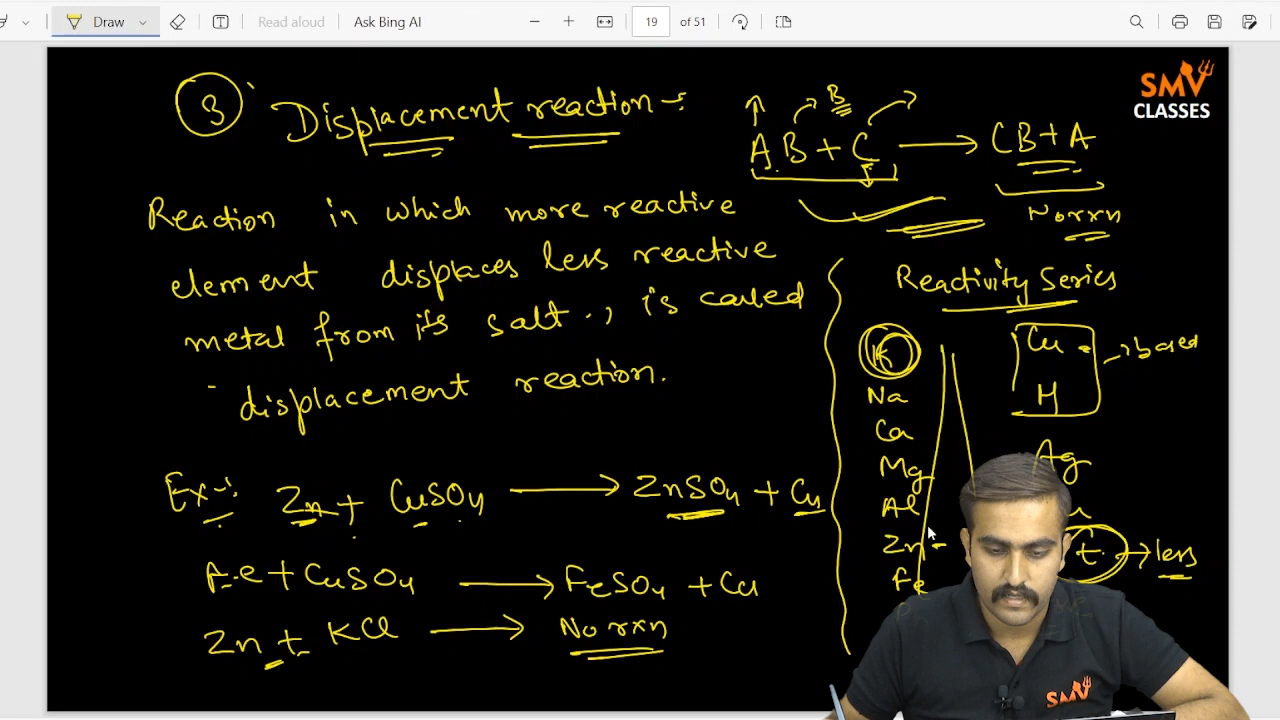 Draw
Read aloud
Ask Bing AI
19 of 51
SMV
CLASSES
3 Displacement reaction :
B
AB + C → CB + A
No rxn
Reaction in which more reactive
element displaces less reactive
metal from its salt., is called
displacement reaction.
Ex:- Zn + CuSO4 → ZnSO4 + Cu
Fe + CuSO4 → FeSO4 + Cu
Zn + KCl → No rxn
Reactivity Series
K
Na
Ca
Mg
Al
Zn
Fe
Cu
H
Ag
less
SMV